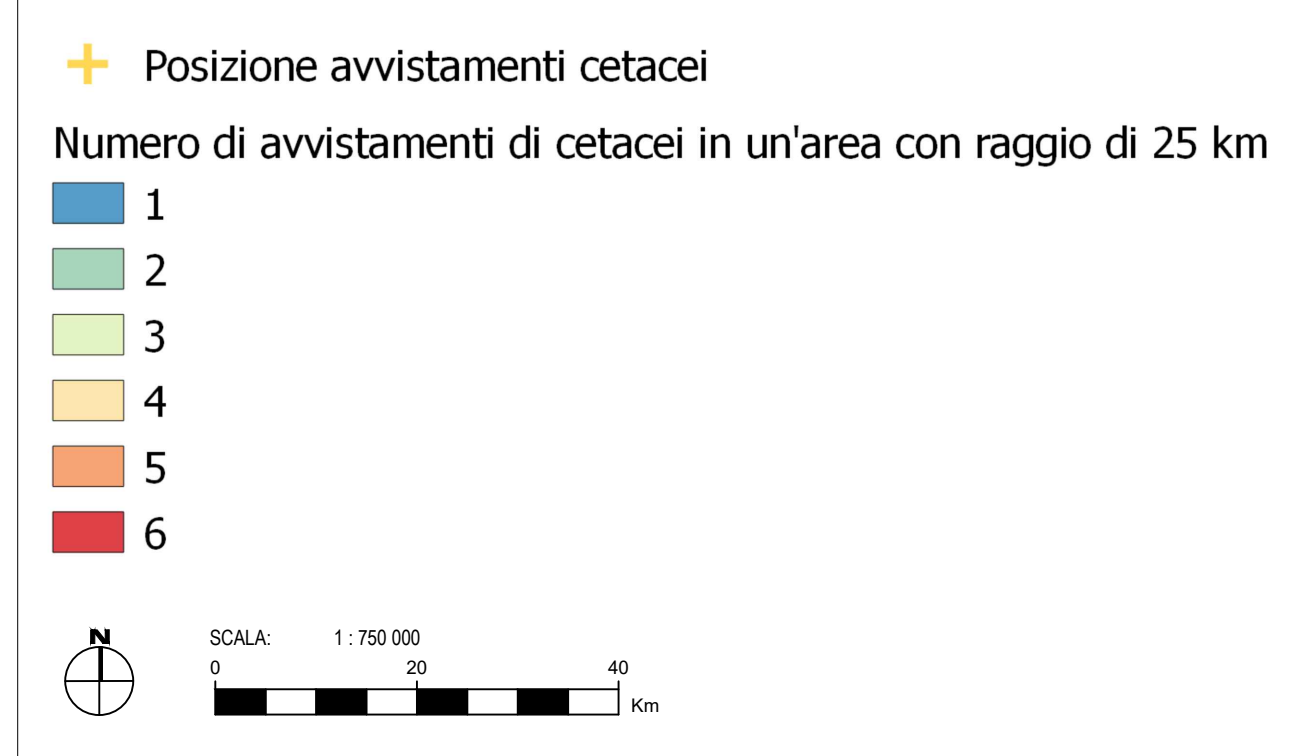 Posizione avvistamenti cetacei
Numero di avvistamenti di cetacei in un'area con raggio di 25 km
1
2
3
4
5
6
N
SCALA: 1 : 750 000
0 20 40
Km